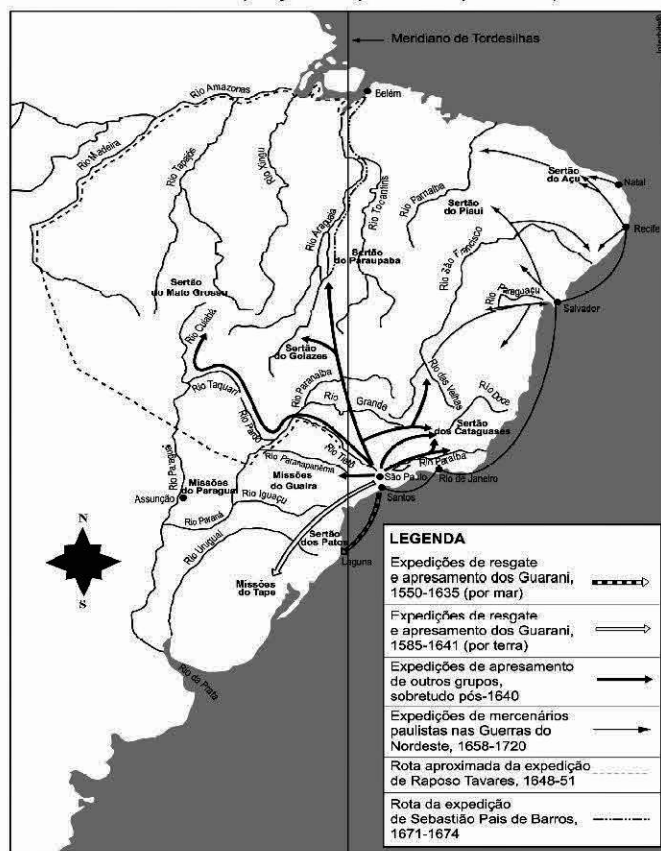 Meridiano de Tordesilhas
Belém
Rio Amazonas
Rio Madeira
Rio Tapajós
Rio Xingu
Rio Araguaia
Rio Tocantins
Rio Parnaíba
Sertão
do Açu
Natal
Sertão
do Piauí
Recife
Rio São Francisco
Sertão
do Paraupaba
Sertão
do Mato Grosso
Rio Paraguaçu
Salvador
Rio Cuiabá
Sertão
do Goiazes
Rio Paranaíba
Rio das Velhas
Rio Taquari
Rio Grande
Rio Doce
Rio Pardo
Sertão
dos Cataguases
Rio Tietê
Rio Paraguai
Rio Paranapanema
São Paulo
Rio Paraíba
Rio de Janeiro
Missões
do Paraguai
Missões
do Guairá
Santos
Assunção
Rio Iguaçu
Rio Paraná
Sertão
dos Patos
Rio Uruguai
Laguna
Missões
do Tape
Rio da Prata
N
S
LEGENDA
Expedições de resgate
e apresamento dos Guarani,
1550-1635 (por mar)
Expedições de resgate
e apresamento dos Guarani,
1585-1641 (por terra)
Expedições de apresamento
de outros grupos,
sobretudo pós-1640
Expedições de mercenários
paulistas nas Guerras do
Nordeste, 1658-1720
Rota aproximada da expedição
de Raposo Tavares, 1648-51
Rota da expedição
de Sebastião Pais de Barros,
1671-1674